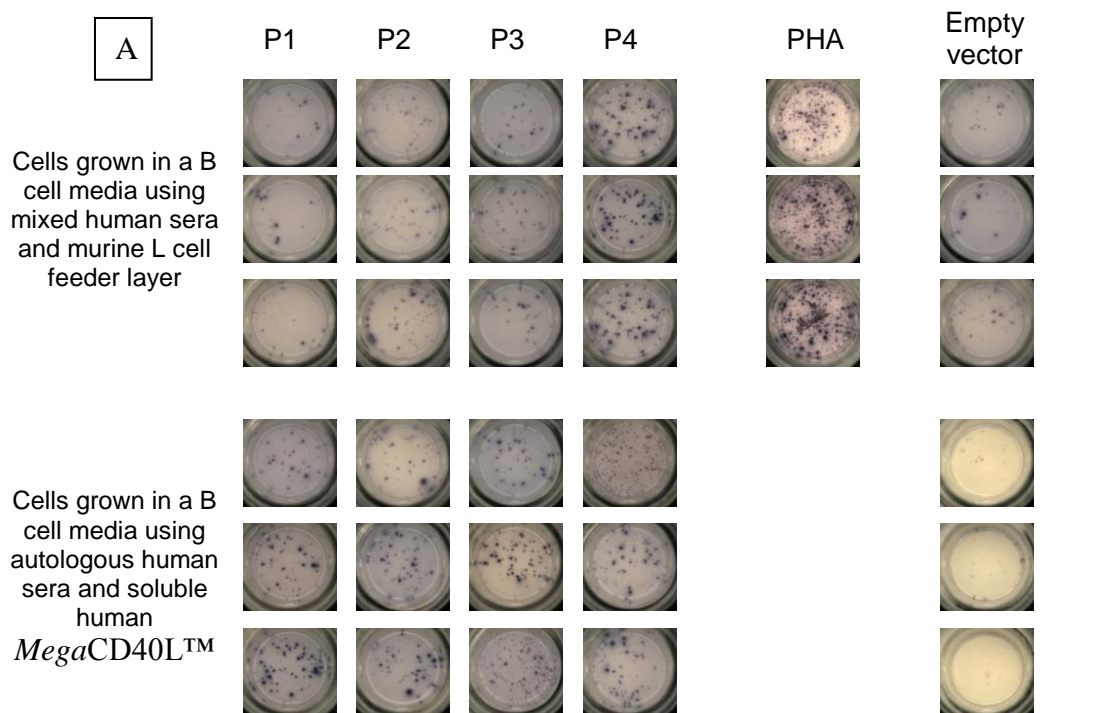 A
P1
P2
P3
P4
PHA
Empty
vector
Cells grown in a B
cell media using
mixed human sera
and murine L cell
feeder layer
Cells grown in a B
cell media using
autologous human
sera and soluble
human
MegaCD40L™